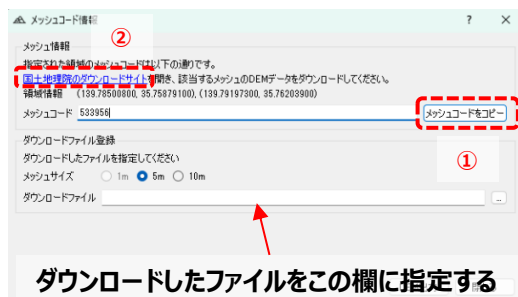 メッシュコード情報
?
×
②
メッシュ情報
指定された領域のメッシュコードは以下の通りです。
国土地理院のダウンロードサイトを開き、該当するメッシュのDEMデータをダウンロードしてください。
領域情報 (139.78500800, 35.75879100), (139.79197300, 35.76203900)
メッシュコード 533956
メッシュコードをコピー
①
ダウンロードファイル登録
ダウンロードしたファイルを指定してください
メッシュサイズ 1m 5m 10m
ダウンロードファイル
...
ダウンロードしたファイルをこの欄に指定する